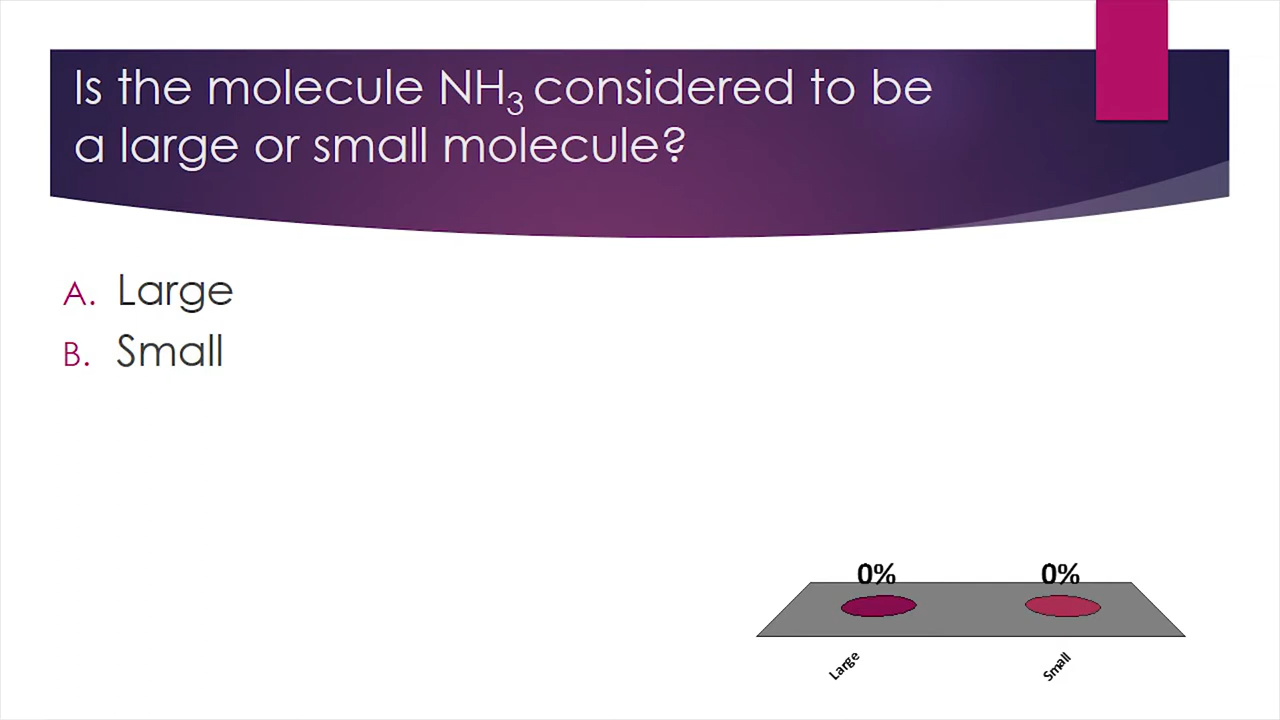 Is the molecule NH₃ considered to be
a large or small molecule?
A. Large
B. Small
0% 0%
Large Small